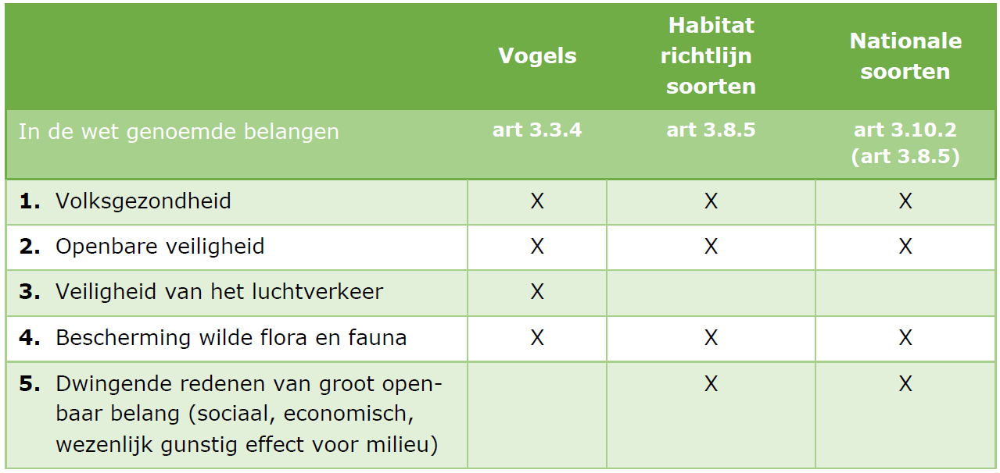 Vogels
Habitat
richtlijn
soorten
Nationale
soorten
In de wet genoemde belangen
art 3.3.4
art 3.8.5
art 3.10.2
(art 3.8.5)
1. Volksgezondheid X X X
2. Openbare veiligheid X X X
3. Veiligheid van het luchtverkeer X
4. Bescherming wilde flora en fauna X X X
5. Dwingende redenen van groot open- X X
baar belang (sociaal, economisch,
wezenlijk gunstig effect voor milieu)